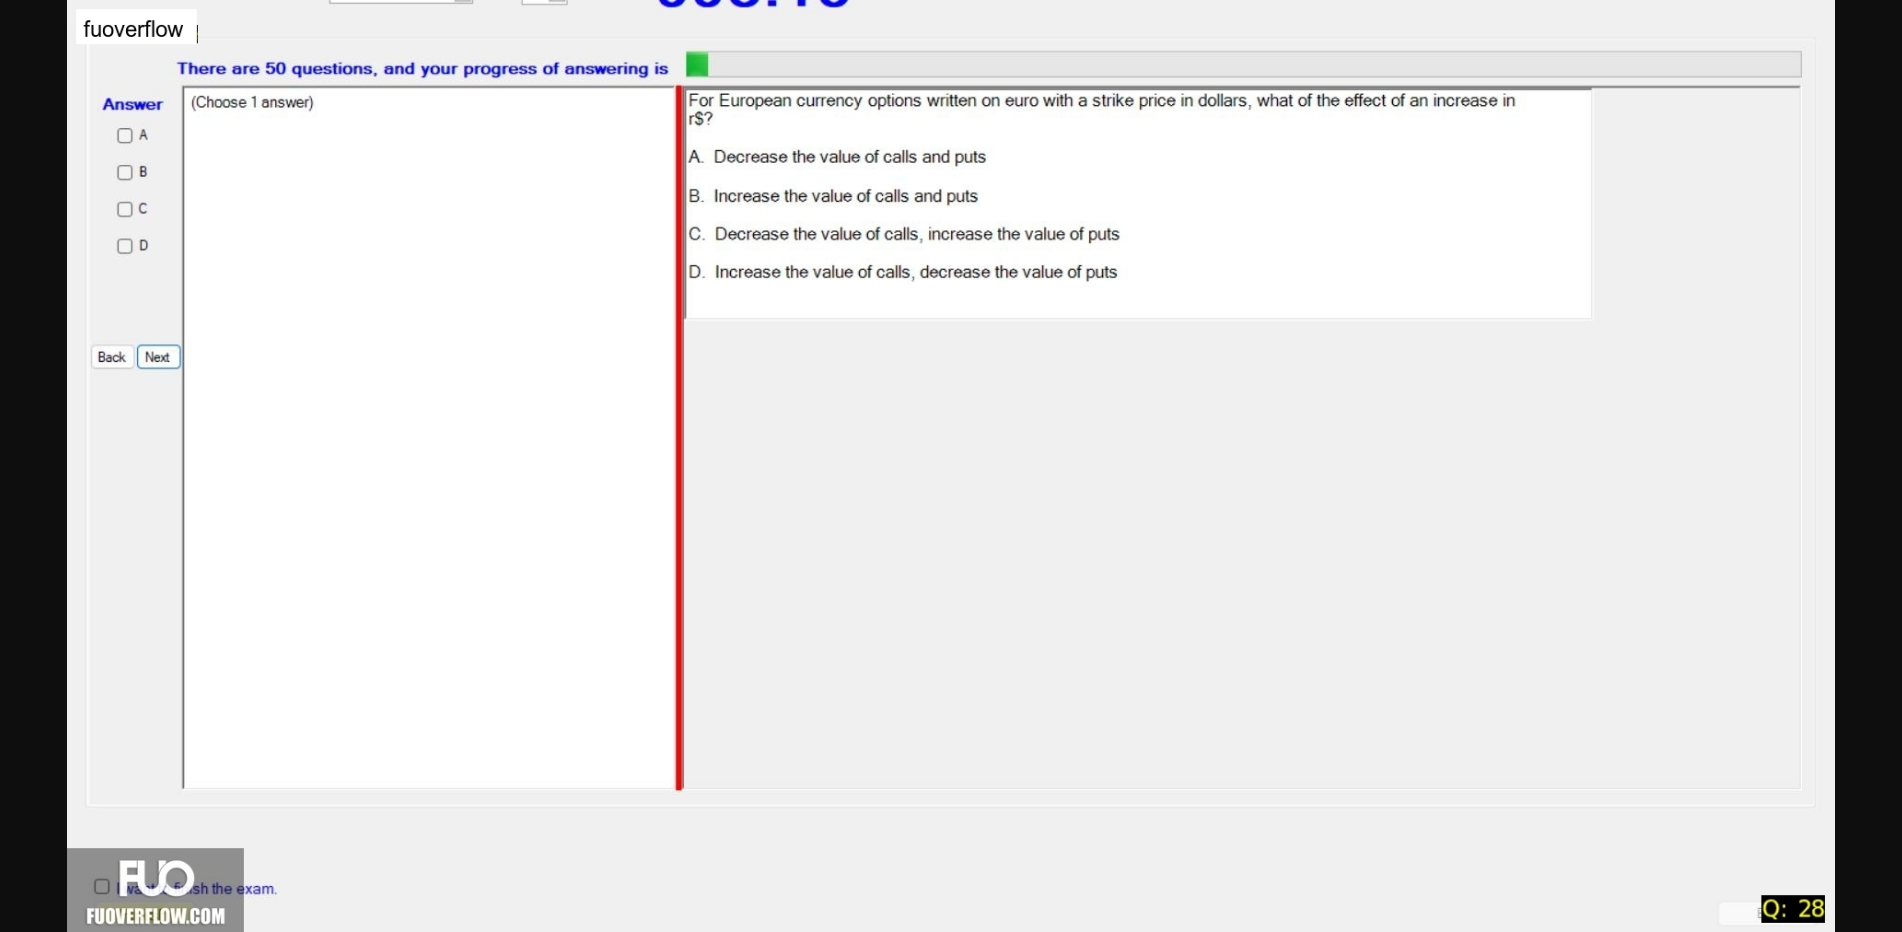 fuoverflow
There are 50 questions, and your progress of answering is
Answer
(Choose 1 answer)
A
B
C
D
Back
Next
For European currency options written on euro with a strike price in dollars, what of the effect of an increase in
r$?
A. Decrease the value of calls and puts
B. Increase the value of calls and puts
C. Decrease the value of calls, increase the value of puts
D. Increase the value of calls, decrease the value of puts
FUO
sh the exam.
FUOVERFLOW.COM
Q: 28